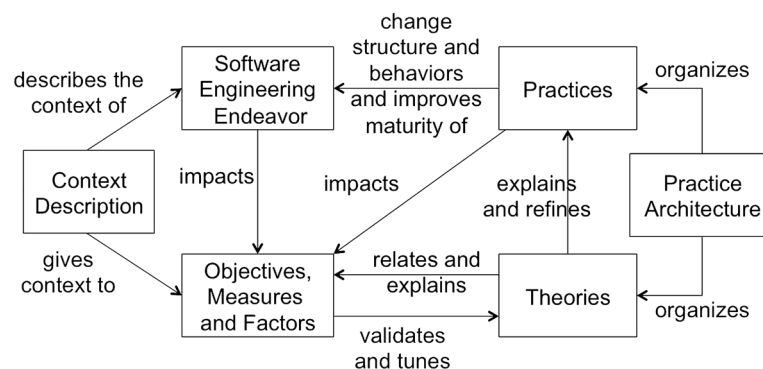 change
structure and
behaviors
and improves
maturity of
describes the
context of
Software
Engineering
Endeavor
Practices
organizes
Context
Description
impacts
impacts
explains
and refines
Practice
Architecture
gives
context to
Objectives,
Measures
and Factors
relates and
explains
Theories
organizes
validates
and tunes